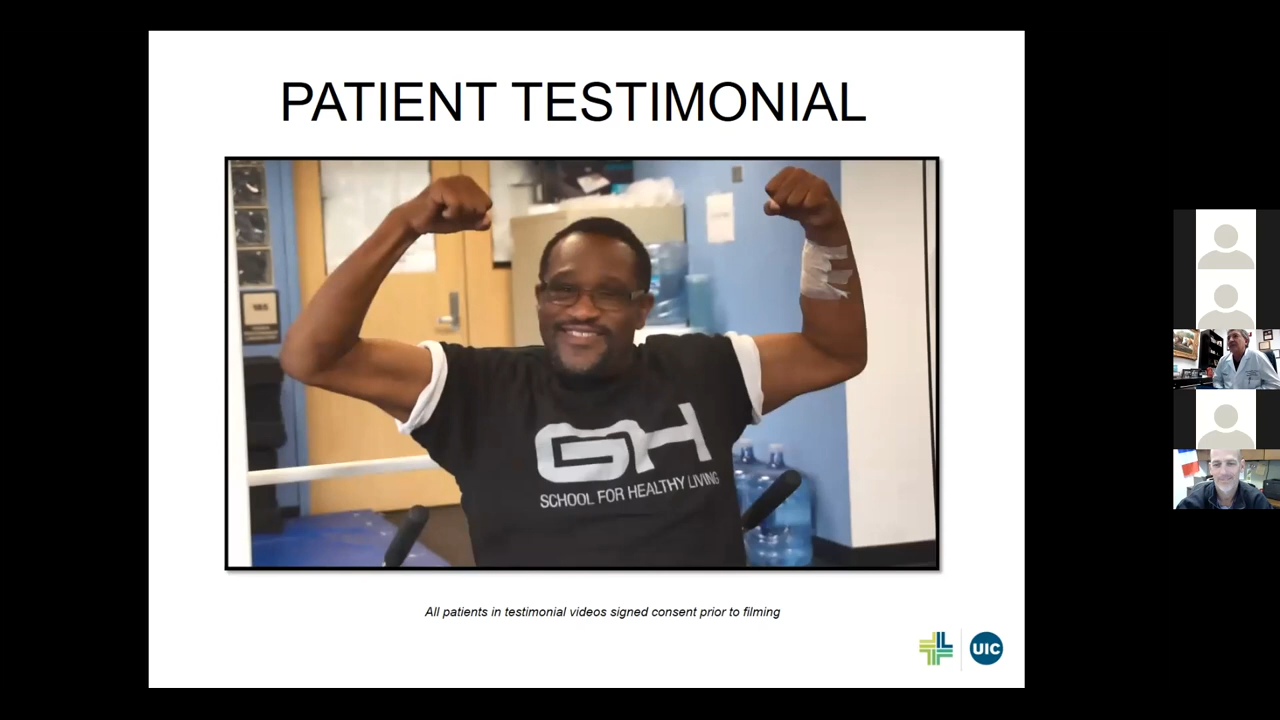 PATIENT TESTIMONIAL
GH
SCHOOL FOR HEALTHY LIVING
All patients in testimonial videos signed consent prior to filming
UIC